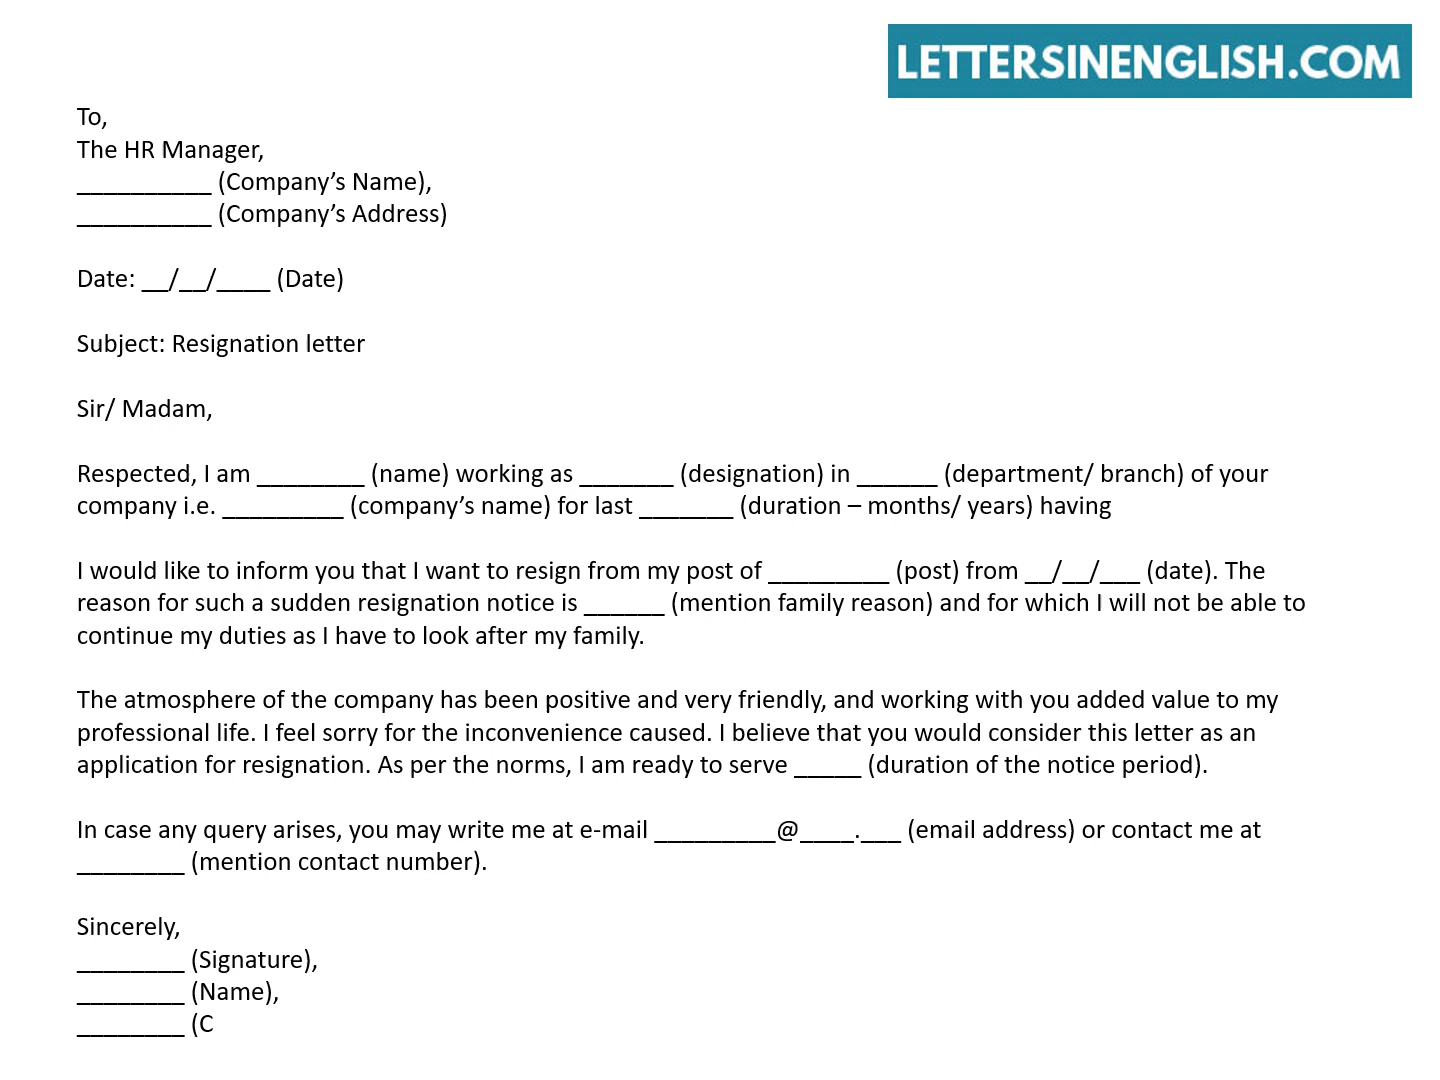 LETTERSINENGLISH.COM
To,
The HR Manager,
__________ (Company’s Name),
__________ (Company’s Address)
Date: __/__/____ (Date)
Subject: Resignation letter
Sir/ Madam,
Respected, I am ________ (name) working as _______ (designation) in ______ (department/ branch) of your
company i.e. _________ (company’s name) for last _______ (duration – months/ years) having
I would like to inform you that I want to resign from my post of _________ (post) from __/__/___ (date). The
reason for such a sudden resignation notice is ______ (mention family reason) and for which I will not be able to
continue my duties as I have to look after my family.
The atmosphere of the company has been positive and very friendly, and working with you added value to my
professional life. I feel sorry for the inconvenience caused. I believe that you would consider this letter as an
application for resignation. As per the norms, I am ready to serve _____ (duration of the notice period).
In case any query arises, you may write me at e-mail _________@____.___ (email address) or contact me at
________ (mention contact number).
Sincerely,
________ (Signature),
________ (Name),
________ (C